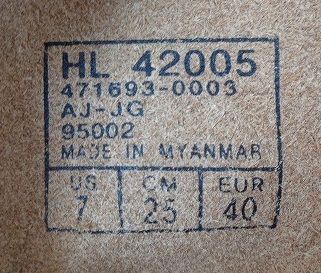 HL 42005
471693-0003
AJ-JG
95002
MADE IN MYANMAR
US CM EUR
7 25 40